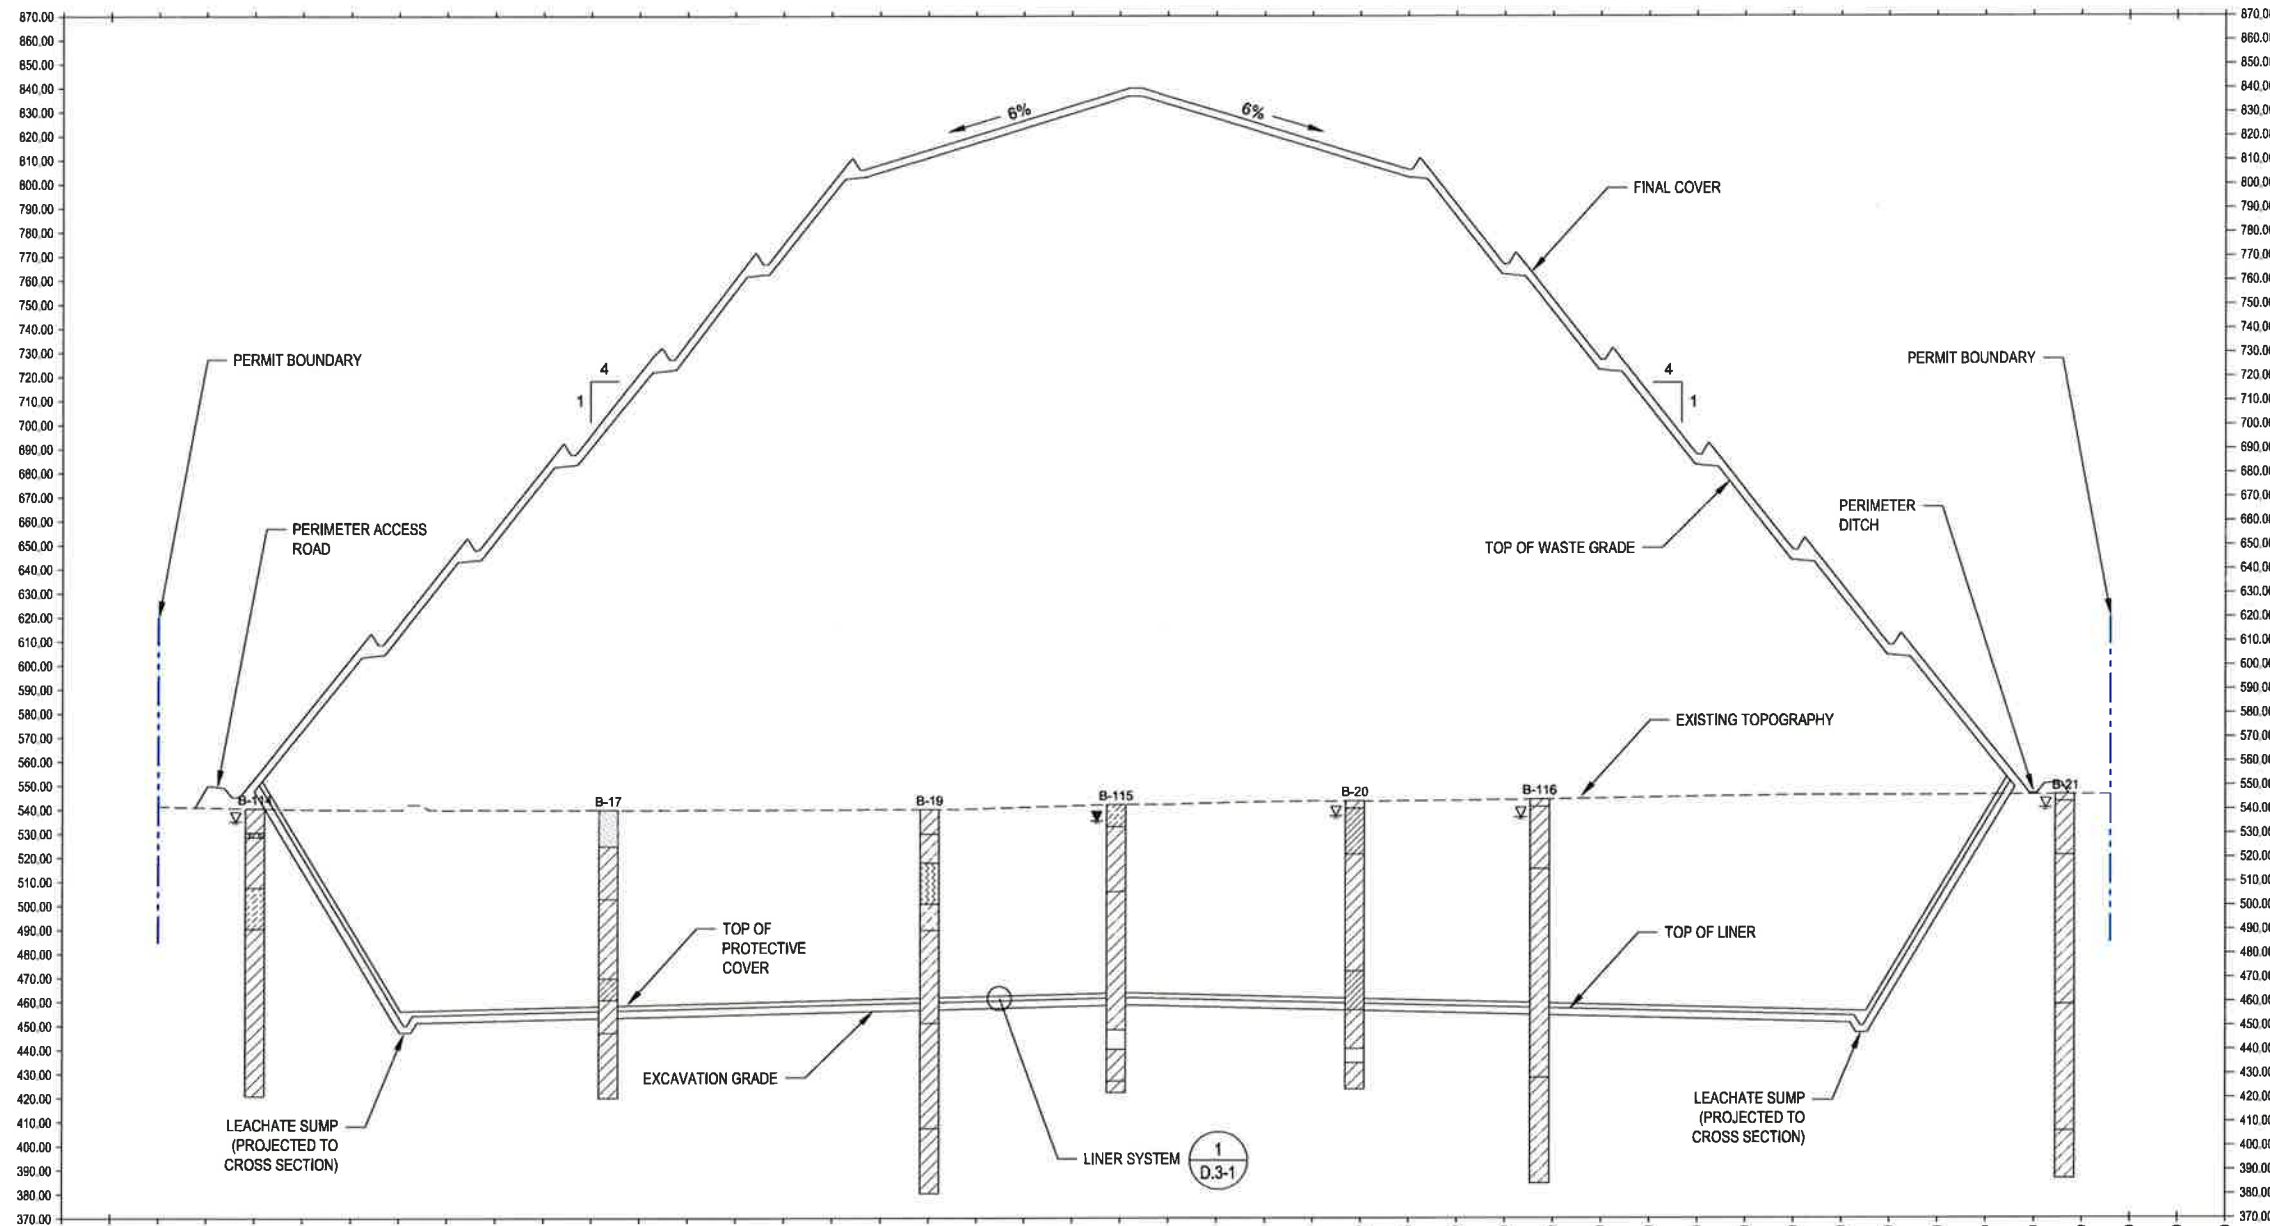 870.00
860.00
850.00
840.00
830.00
820.00
810.00
800.00
790.00
780.00
770.00
760.00
750.00
740.00
730.00
720.00
710.00
700.00
690.00
680.00
670.00
660.00
650.00
640.00
630.00
620.00
610.00
600.00
590.00
580.00
570.00
560.00
550.00
540.00
530.00
520.00
510.00
500.00
490.00
480.00
470.00
460.00
450.00
440.00
430.00
420.00
410.00
400.00
390.00
380.00
370.00
6%
6%
FINAL COVER
PERMIT BOUNDARY
4
1
4
1
PERMIT BOUNDARY
PERIMETER ACCESS
ROAD
PERIMETER
DITCH
TOP OF WASTE GRADE
EXISTING TOPOGRAPHY
B-114
B-17
B-19
B-115
B-20
B-116
B-21
TOP OF
PROTECTIVE
COVER
TOP OF LINER
EXCAVATION GRADE
LEACHATE SUMP
(PROJECTED TO
CROSS SECTION)
LINER SYSTEM
1
D.3-1
LEACHATE SUMP
(PROJECTED TO
CROSS SECTION)